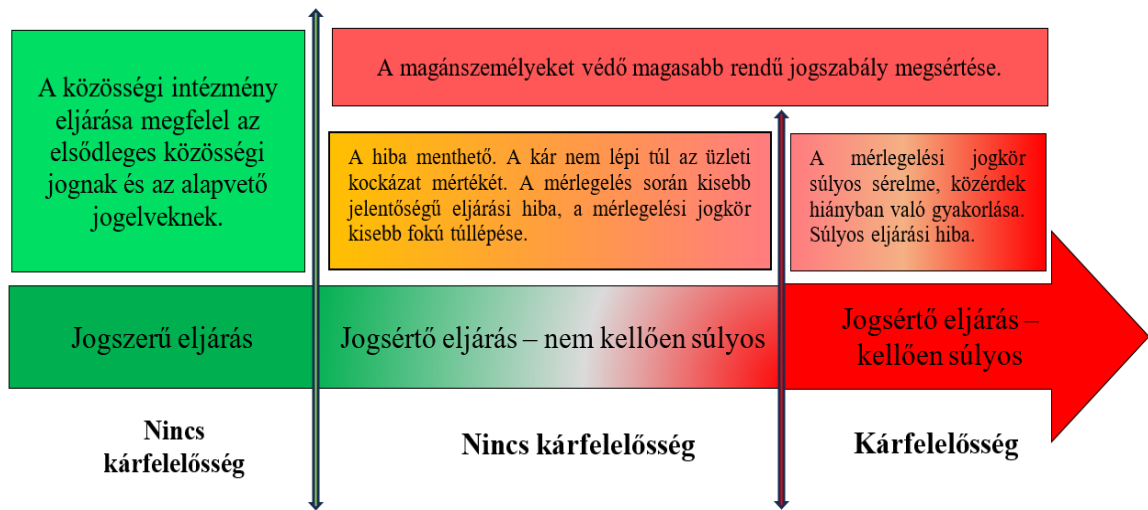 A közösségi intézmény
eljárása megfelel az
elsődleges közösségi
jognak és az alapvető
jogelveknek.
A magánszemélyeket védő magasabb rendű jogszabály megsértése.
A hiba menthető. A kár nem lépi túl az üzleti
kockázat mértékét. A mérlegelés során kisebb
jelentőségű eljárási hiba, a mérlegelési jogkör
kisebb fokú túllépése.
A mérlegelési jogkör
súlyos sérelme, közérdek
hiányban való gyakorlása.
Súlyos eljárási hiba.
Jogszerű eljárás
Jogsértő eljárás – nem kellően súlyos
Jogsértő eljárás –
kellően súlyos
Nincs
kárfelelősség
Nincs kárfelelősség
Kárfelelősség